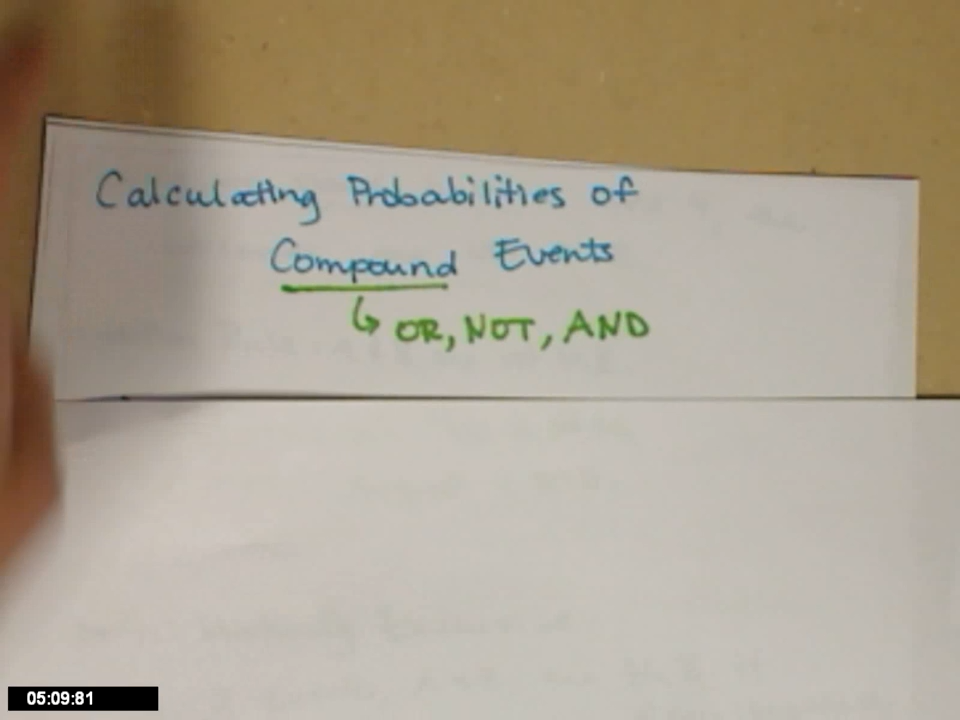 Calculating Probabilities of
Compound Events
↳ OR, NOT, AND
05:09:81